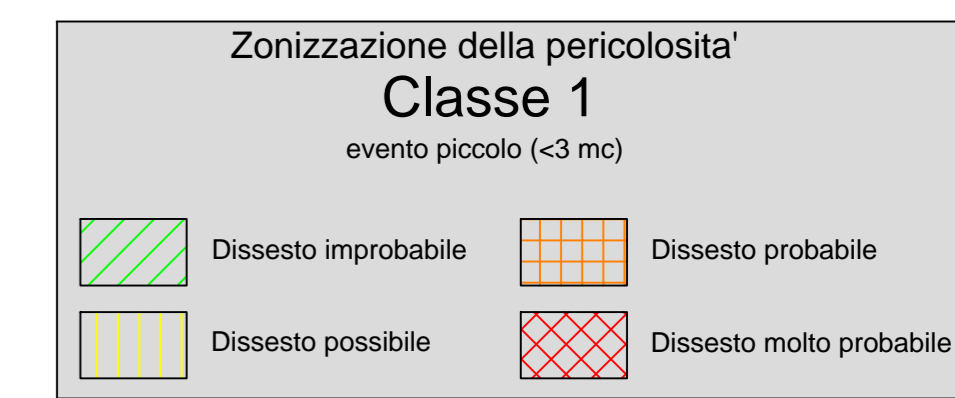 Zonizzazione della pericolosita'
Classe 1
evento piccolo (<3 mc)
Dissesto improbabile
Dissesto probabile
Dissesto possibile
Dissesto molto probabile